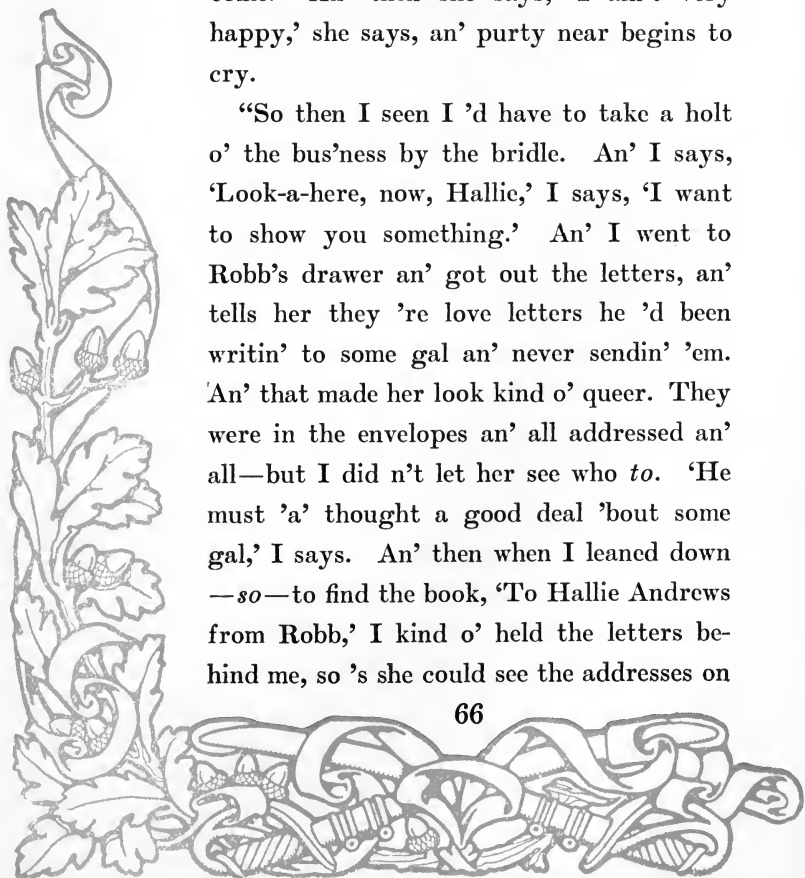 happy,’ she says, an’ purty near begins to
cry.
“So then I seen I ’d have to take a holt
o’ the bus’ness by the bridle. An’ I says,
‘Look-a-here, now, Hallie,’ I says, ‘I want
to show you something.’ An’ I went to
Robb’s drawer an’ got out the letters, an’
tells her they ’re love letters he ’d been
writin’ to some gal an’ never sendin’ ’em.
An’ that made her look kind o’ queer. They
were in the envelopes an’ all addressed an’
all—but I did n’t let her see who to. ‘He
must ’a’ thought a good deal ’bout some
gal,’ I says. An’ then when I leaned down
—so—to find the book, ‘To Hallie Andrews
from Robb,’ I kind o’ held the letters be-
hind me, so ’s she could see the addresses on
66